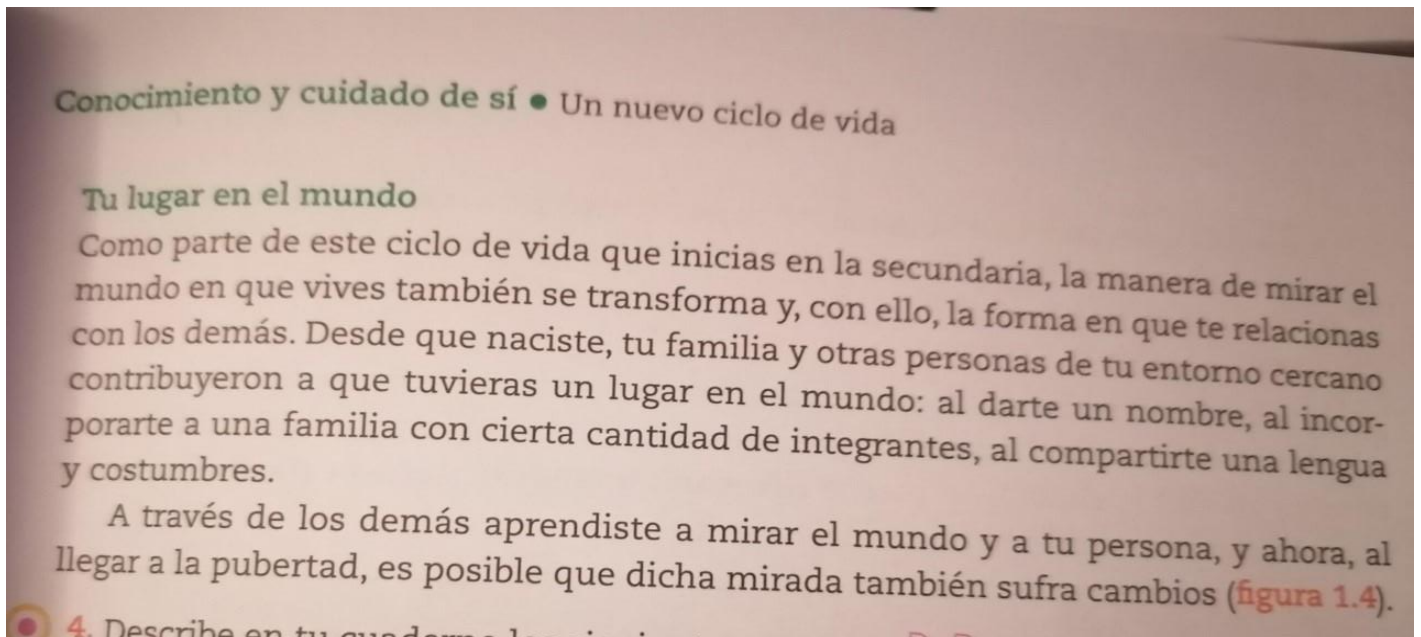 Conocimiento y cuidado de sí ● Un nuevo ciclo de vida
Tu lugar en el mundo
Como parte de este ciclo de vida que inicias en la secundaria, la manera de mirar el
mundo en que vives también se transforma y, con ello, la forma en que te relacionas
con los demás. Desde que naciste, tu familia y otras personas de tu entorno cercano
contribuyeron a que tuvieras un lugar en el mundo: al darte un nombre, al incor-
porarte a una familia con cierta cantidad de integrantes, al compartirte una lengua
y costumbres.
A través de los demás aprendiste a mirar el mundo y a tu persona, y ahora, al
llegar a la pubertad, es posible que dicha mirada también sufra cambios (figura 1.4).
4. Describe en tu